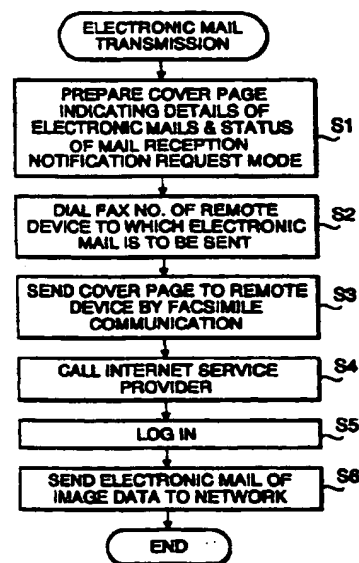 ELECTRONIC MAIL
TRANSMISSION
PREPARE COVER PAGE
INDICATING DETAILS OF
ELECTRONIC MAILS & STATUS
OF MAIL RECEPTION
NOTIFICATION REQUEST MODE
S1
DIAL FAX NO. OF REMOTE
DEVICE TO WHICH ELECTRONIC
MAIL IS TO BE SENT
S2
SEND COVER PAGE TO REMOTE
DEVICE BY FACSIMILE
COMMUNICATION
S3
CALL INTERNET SERVICE
PROVIDER
S4
LOG IN
S5
SEND ELECTRONIC MAIL OF
IMAGE DATA TO NETWORK
S6
END